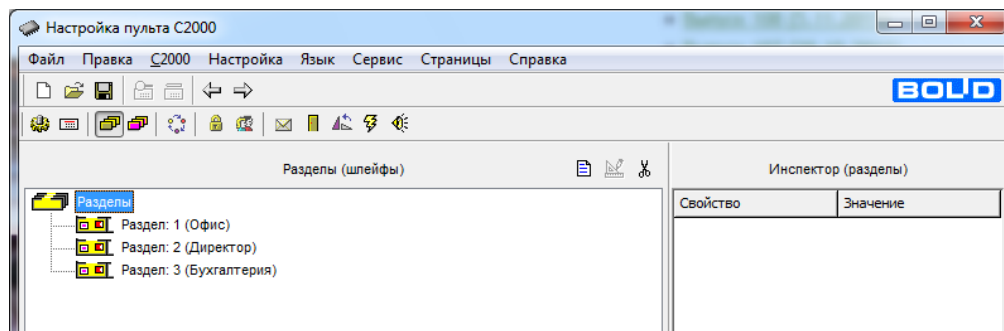 Настройка пульта С2000
Файл Правка С2000 Настройка Язык Сервис Страницы Справка
BOLID
Разделы (шлейфы)
Инспектор (разделы)
Свойство Значение
Разделы
Раздел: 1 (Офис)
Раздел: 2 (Директор)
Раздел: 3 (Бухгалтерия)